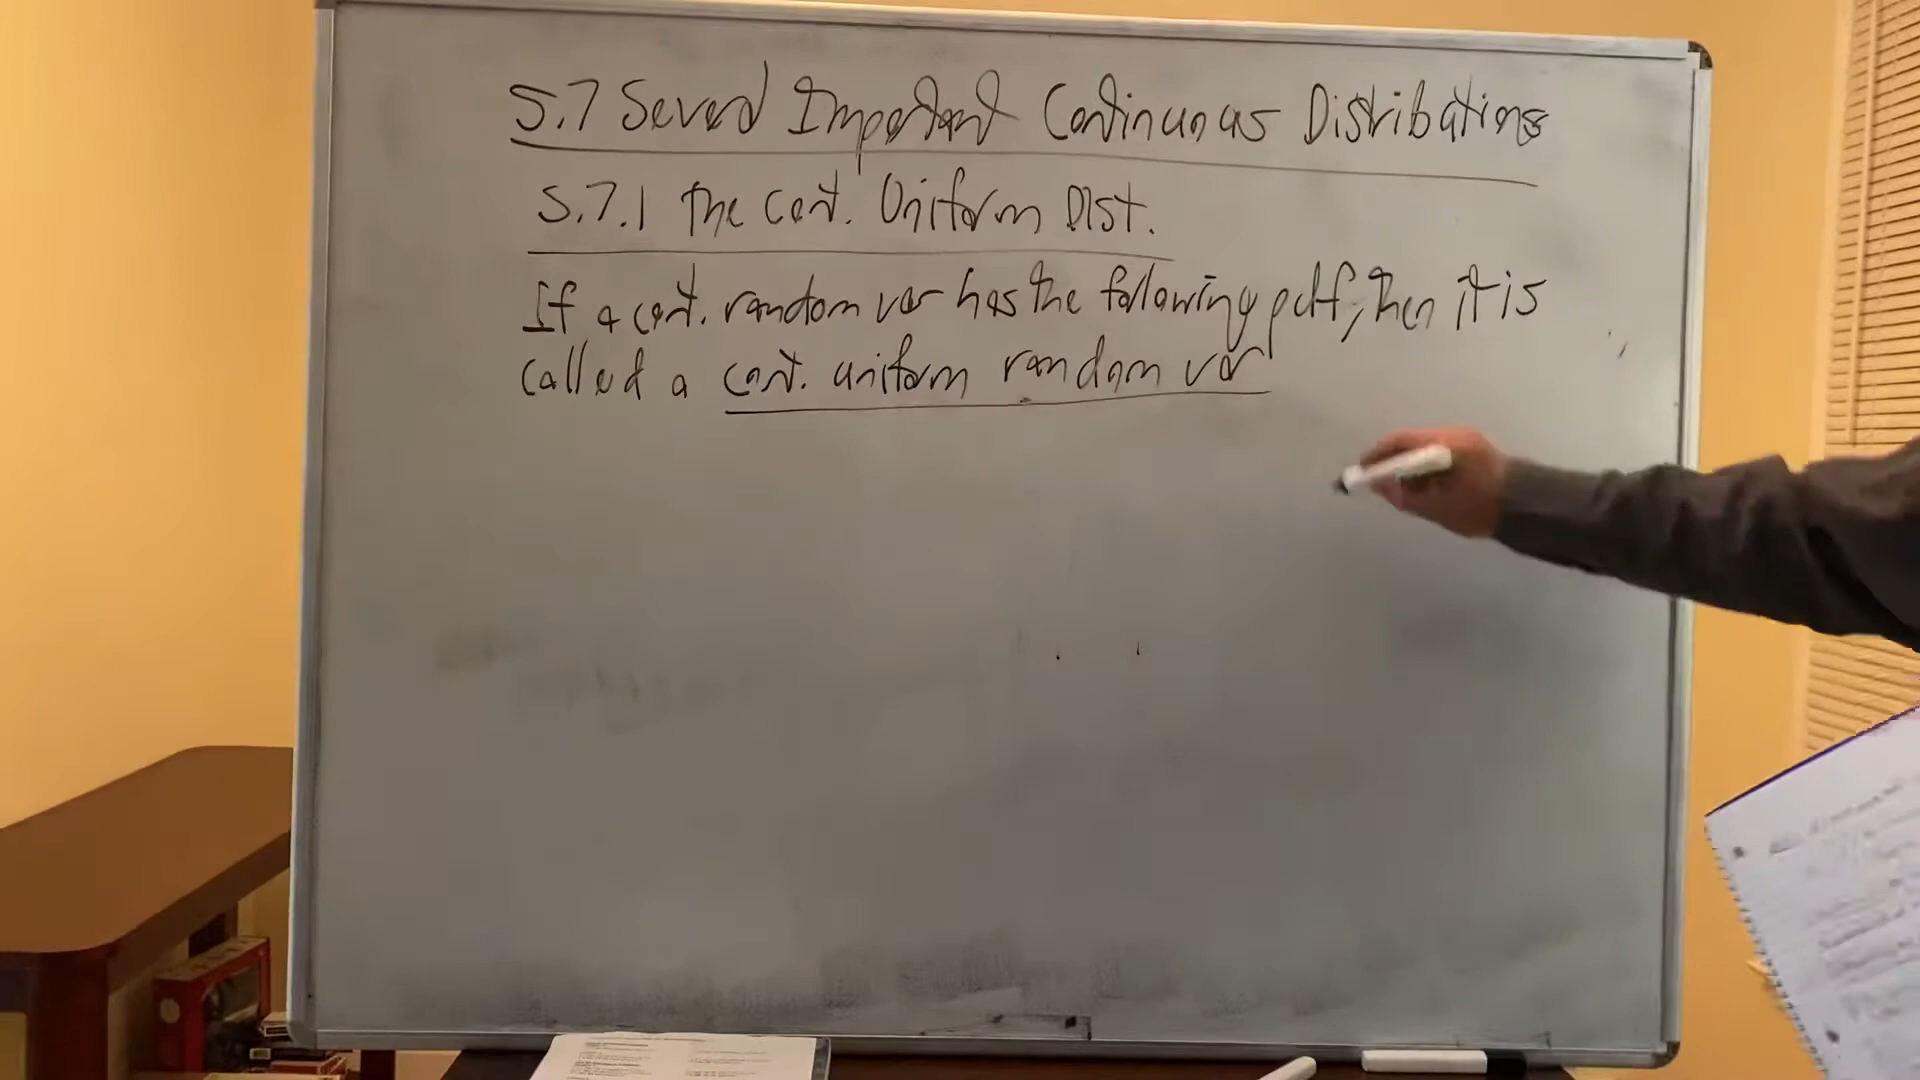 5.7 Several Important Continuous Distributions
5.7.1 The Cont. Uniform Dist.
If a cont. random var has the following pdf, then it is
called a cont. uniform random var